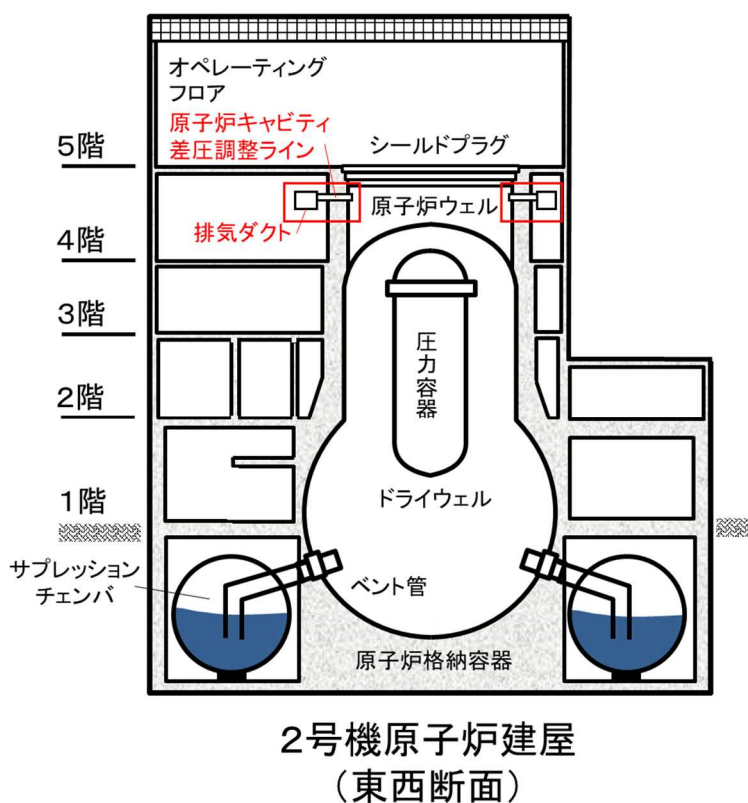 オペレーティング
フロア
原子炉キャビティ
差圧調整ライン
シールドプラグ
5階
原子炉ウェル
排気ダクト
4階
3階
圧力容器
2階
ドライウェル
1階
サプレッション
チェンバ
ベント管
原子炉格納容器
2号機原子炉建屋
(東西断面)